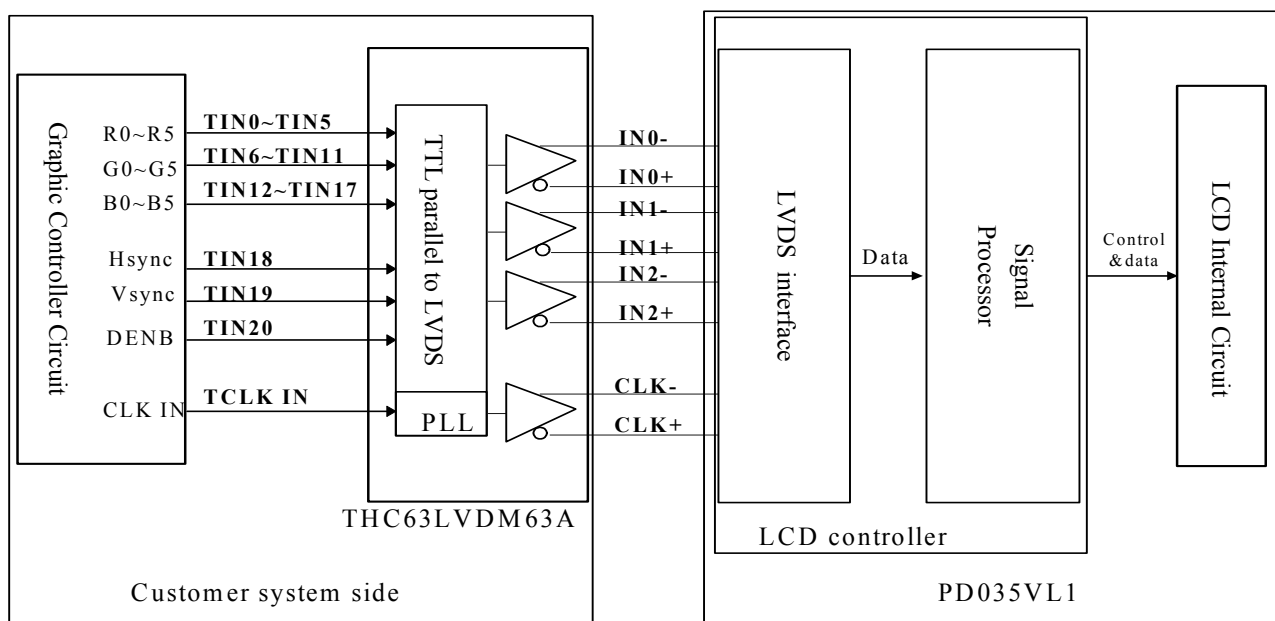 Graphic Controller Circuit
R0~R5
G0~G5
B0~B5
Hsync
Vsync
DENB
CLK IN
TIN0~TIN5
TIN6~TIN11
TIN12~TIN17
TIN18
TIN19
TIN20
TCLK IN
TTL parallel to LVDS
PLL
THC63LVDM63A
Customer system side
IN0-
IN0+
IN1-
IN1+
IN2-
IN2+
CLK-
CLK+
LVDS interface
Data
Signal
Processor
LCD controller
Control
&data
LCD Internal Circuit
PD035VL1